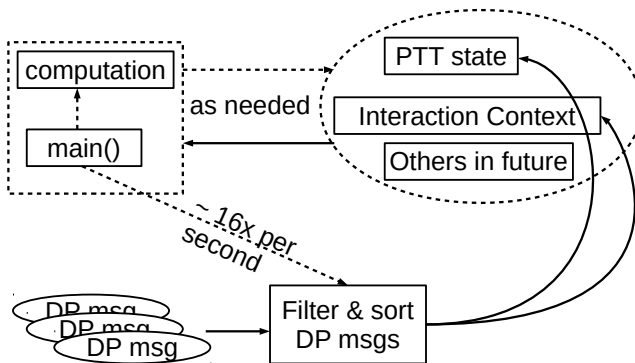 computation
main()
as needed
PTT state
Interaction Context
Others in future
~ 16x per
second
DP msg
DP msg
DP msg
Filter & sort
DP msgs